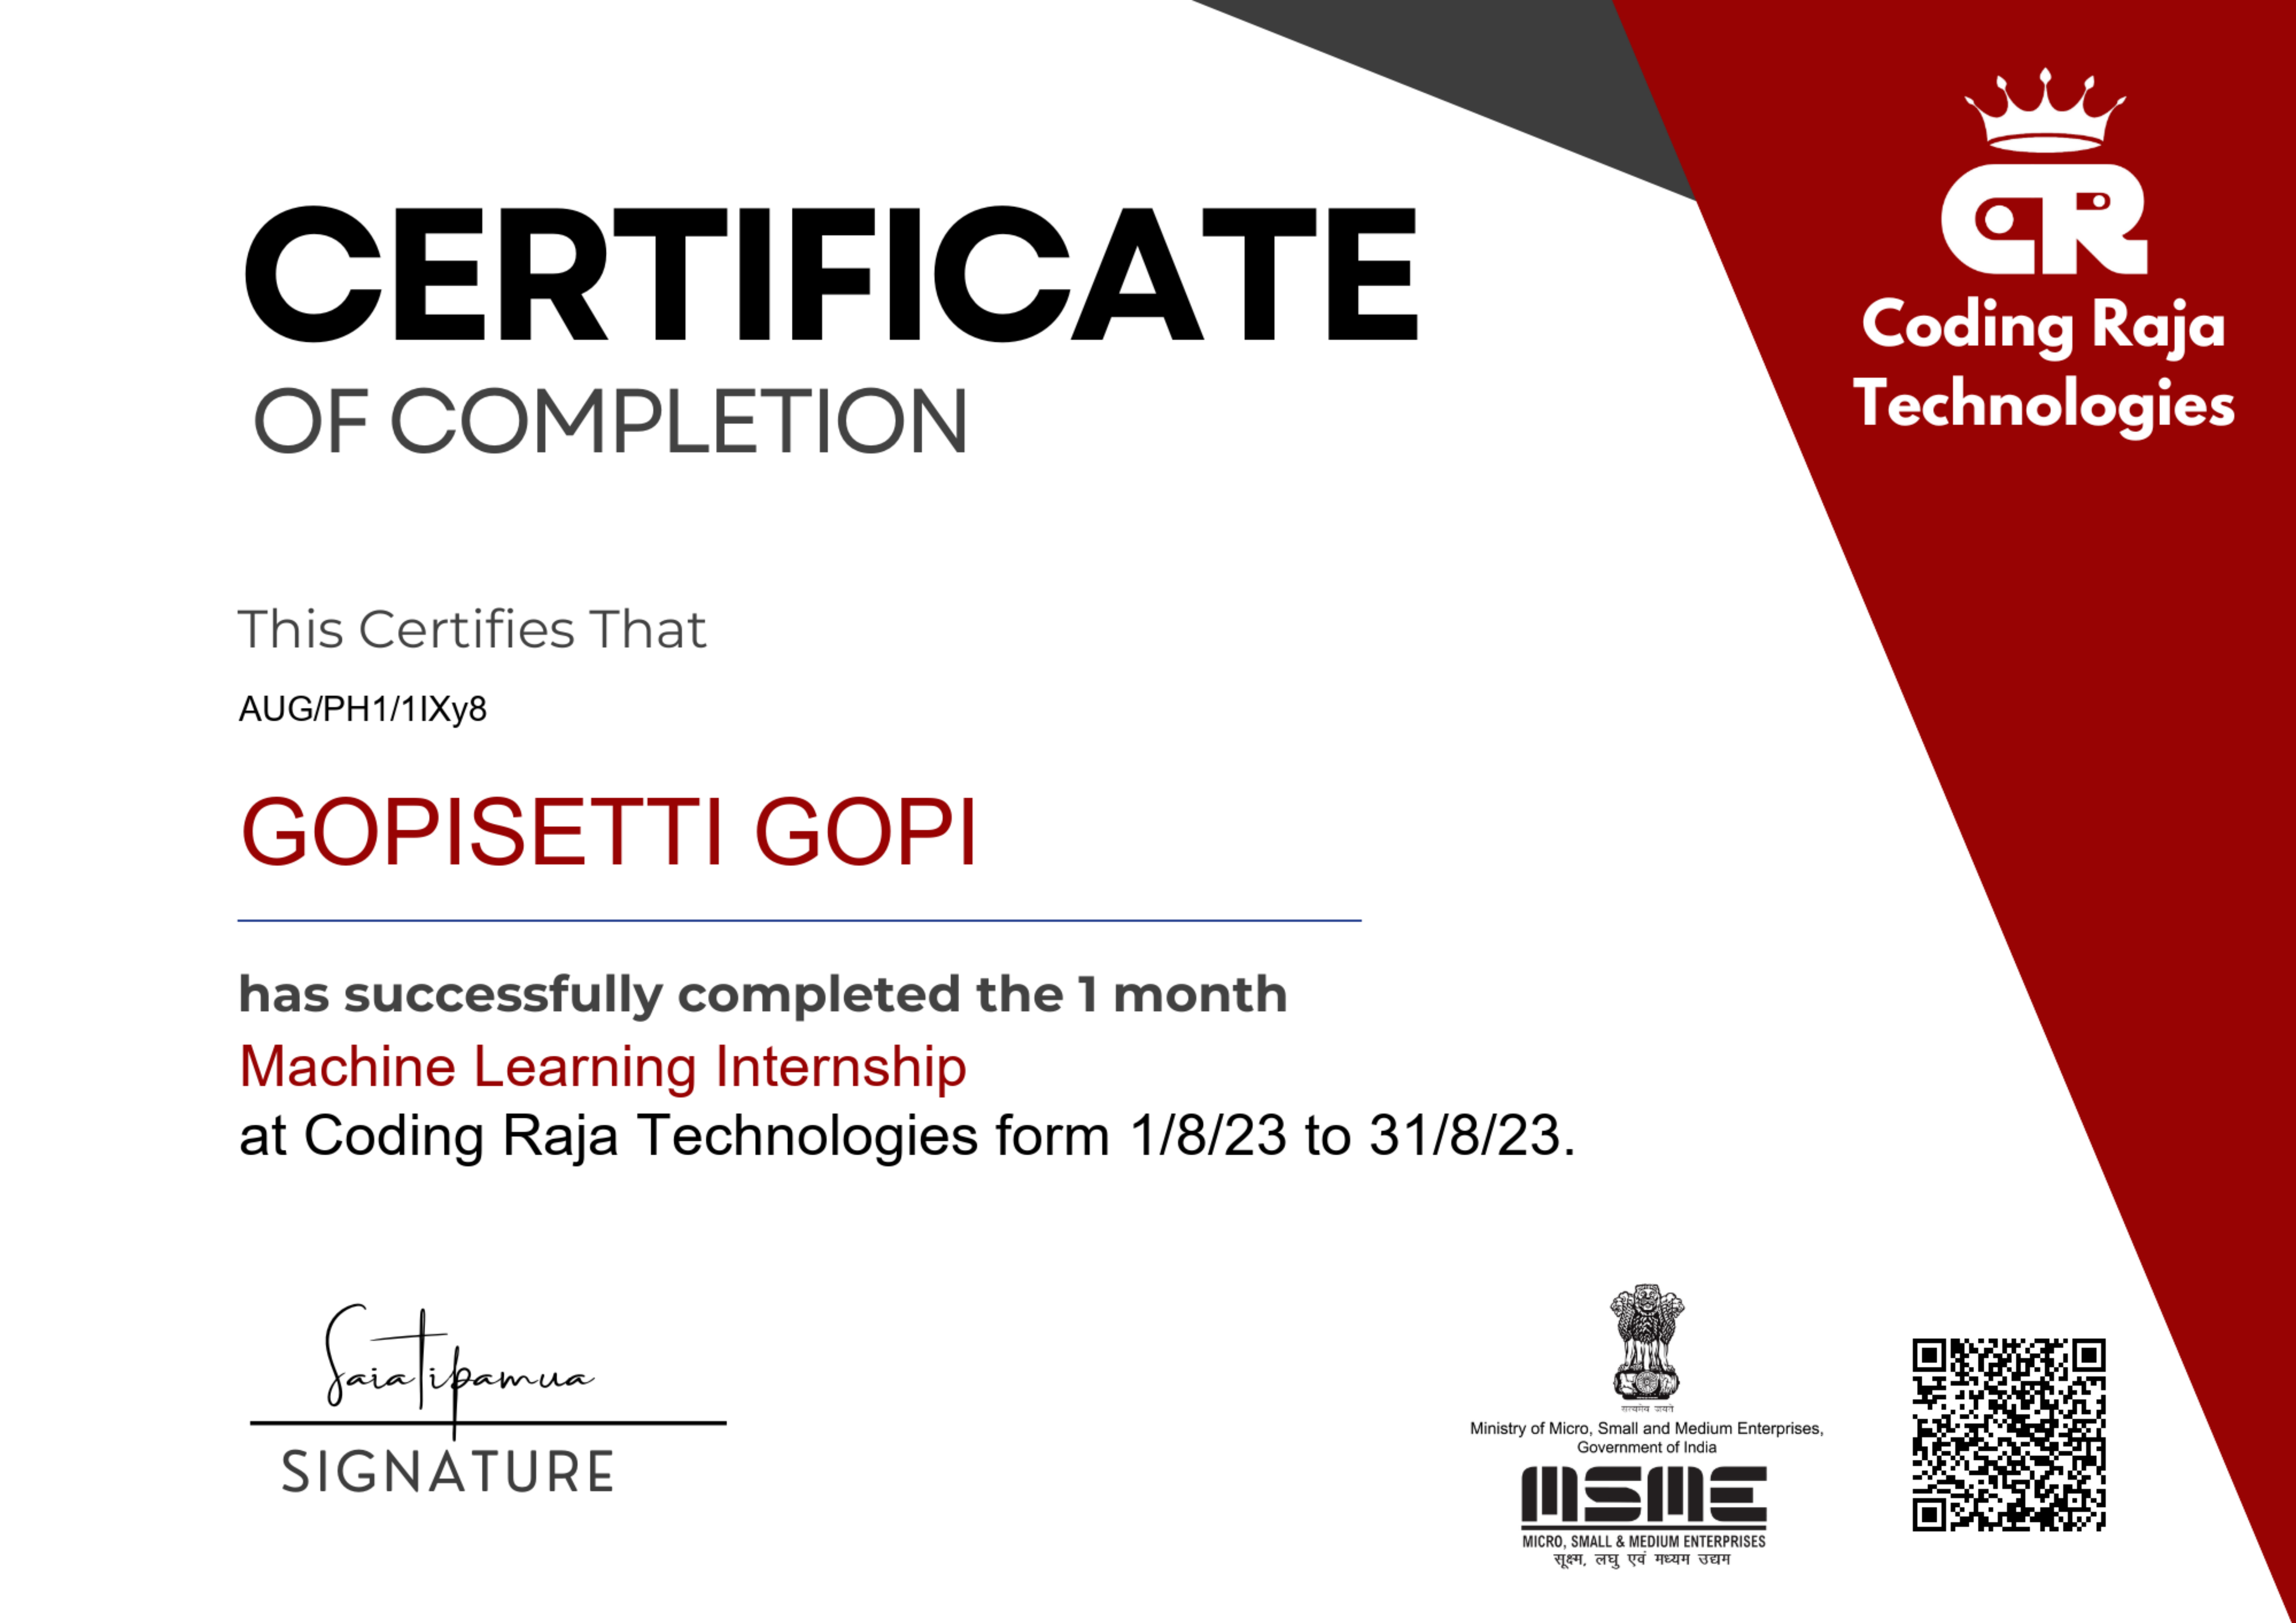 CERTIFICATE
OF COMPLETION
Coding Raja
Technologies
This Certifies That
AUG/PH1/1IXy8
GOPISETTI GOPI
has successfully completed the 1 month
Machine Learning Internship
at Coding Raja Technologies form 1/8/23 to 31/8/23.
Saiatipamua
SIGNATURE
सत्यमेव जयते
Ministry of Micro, Small and Medium Enterprises,
Government of India
MSME
MICRO, SMALL & MEDIUM ENTERPRISES
सूक्ष्म, लघु एवं मध्यम उद्यम